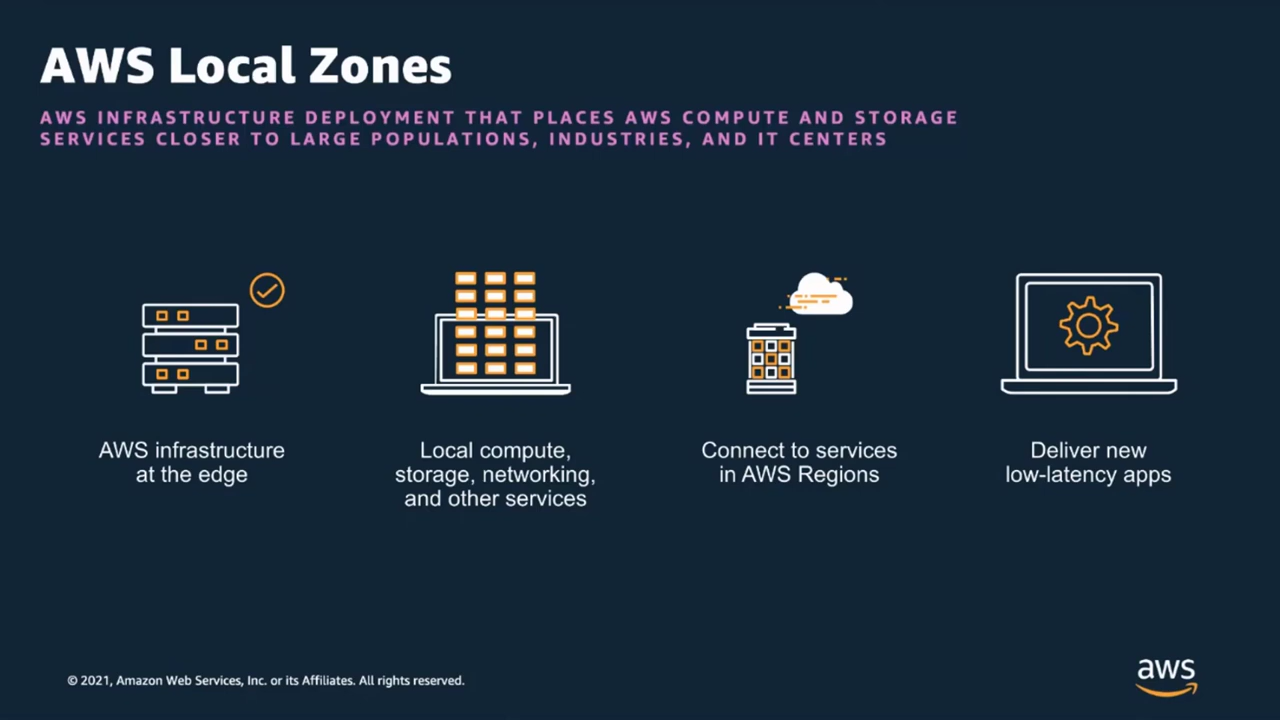 AWS Local Zones
AWS INFRASTRUCTURE DEPLOYMENT THAT PLACES AWS COMPUTE AND STORAGE
SERVICES CLOSER TO LARGE POPULATIONS, INDUSTRIES, AND IT CENTERS
AWS infrastructure
at the edge
Local compute,
storage, networking,
and other services
Connect to services
in AWS Regions
Deliver new
low-latency apps
© 2021, Amazon Web Services, Inc. or its Affiliates. All rights reserved.
aws